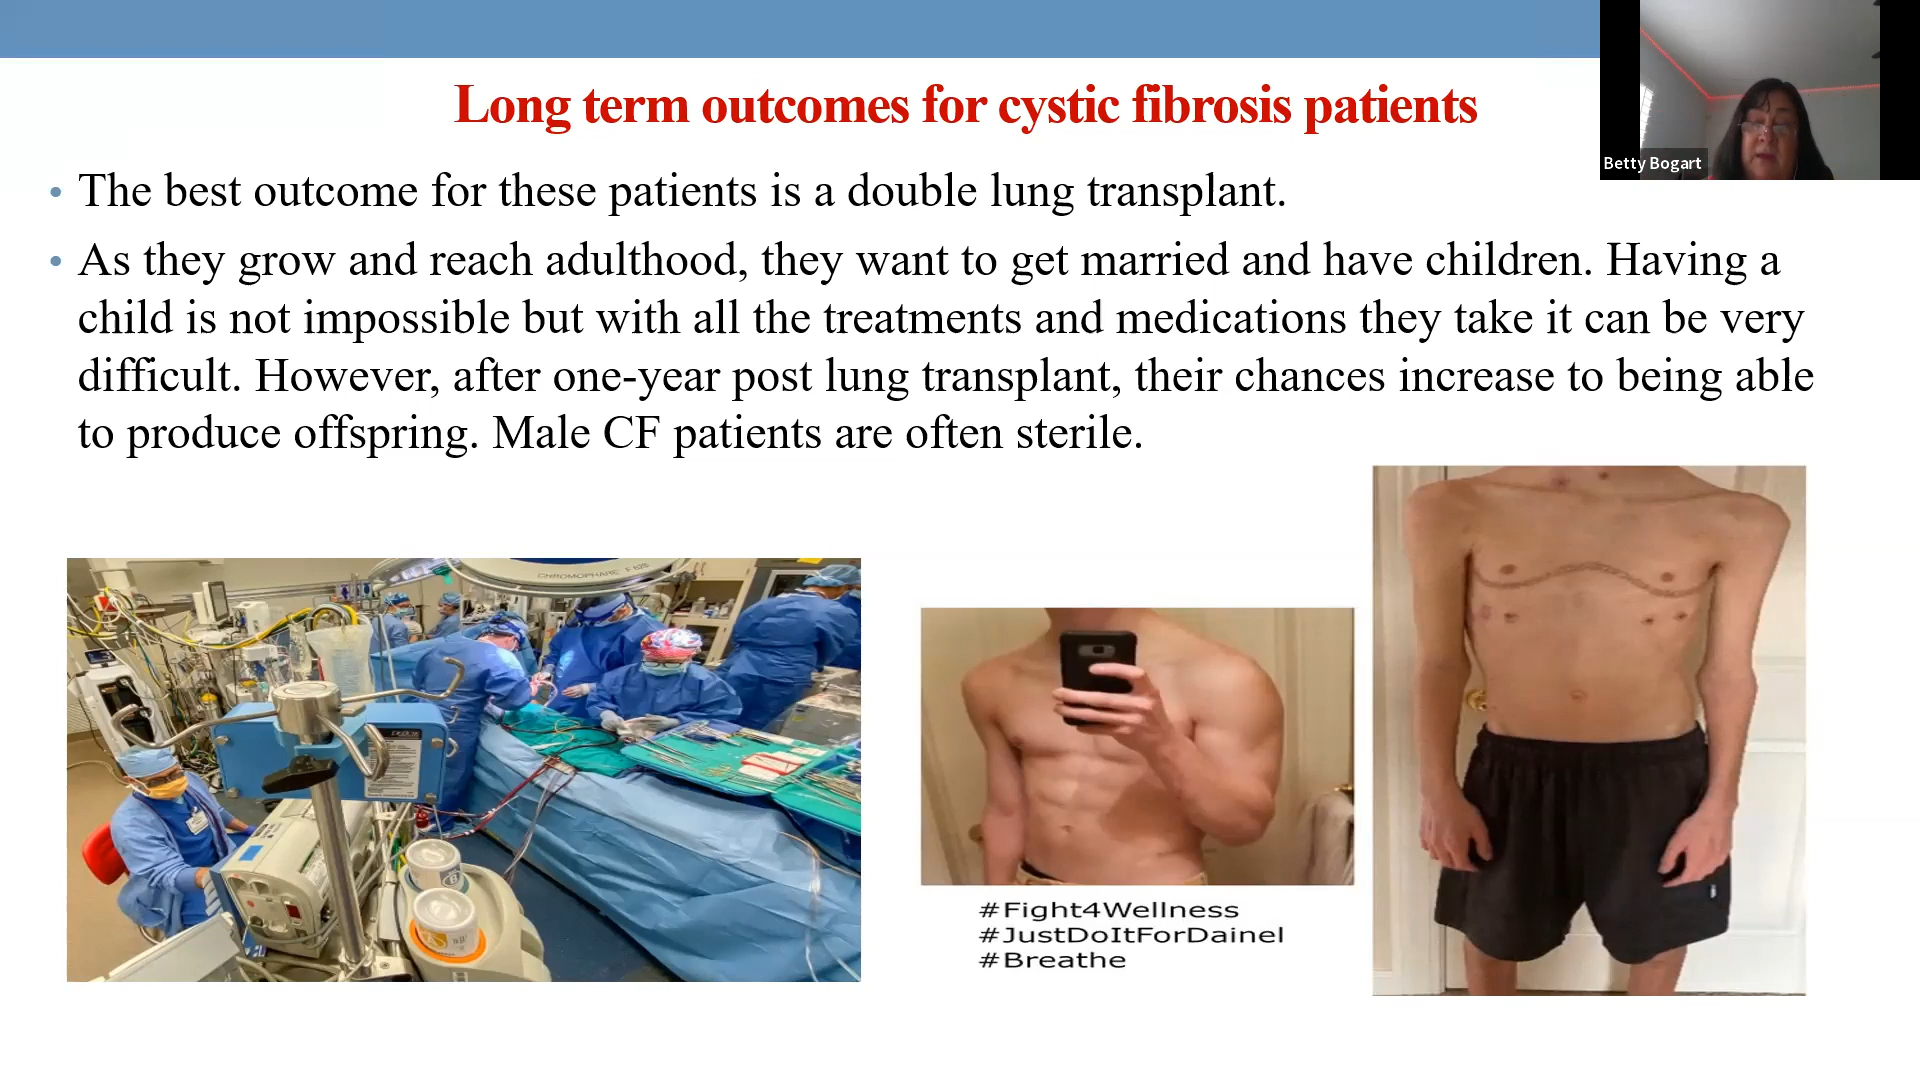 Long term outcomes for cystic fibrosis patients
Betty Bogart
• The best outcome for these patients is a double lung transplant.
• As they grow and reach adulthood, they want to get married and have children. Having a
child is not impossible but with all the treatments and medications they take it can be very
difficult. However, after one-year post lung transplant, their chances increase to being able
to produce offspring. Male CF patients are often sterile.
CHROMOPHARE F 628
#Fight4Wellness
#JustDoItForDainel
#Breathe